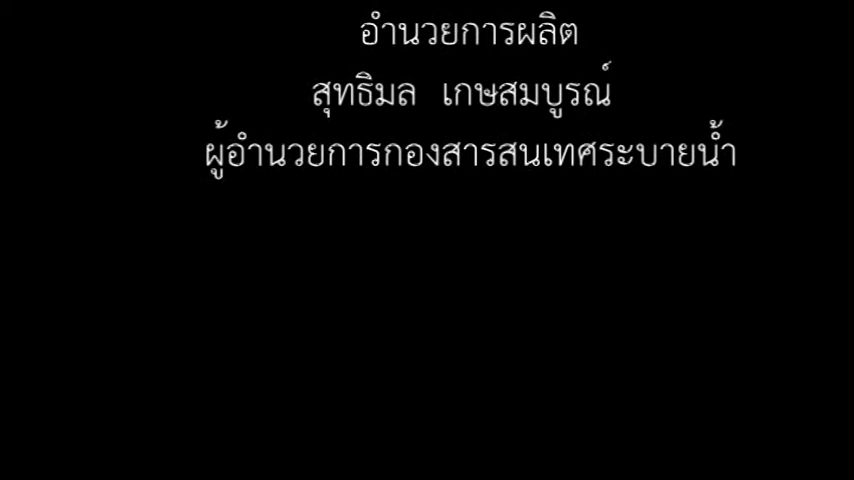 อำนวยการผลิต
สุทธิมล เกษสมบูรณ์
ผู้อำนวยการกองสารสนเทศระบายน้ำ